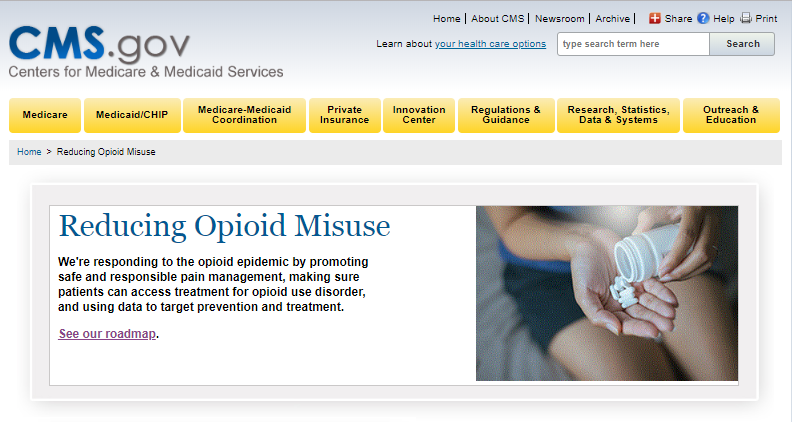 Home | About CMS | Newsroom | Archive | Share Help Print
CMS.gov
Centers for Medicare & Medicaid Services
Learn about your health care options type search term here Search
Medicare Medicaid/CHIP Medicare-Medicaid Coordination Private Insurance Innovation Center Regulations & Guidance Research, Statistics, Data & Systems Outreach & Education
Home > Reducing Opioid Misuse
Reducing Opioid Misuse
We're responding to the opioid epidemic by promoting
safe and responsible pain management, making sure
patients can access treatment for opioid use disorder,
and using data to target prevention and treatment.
See our roadmap.